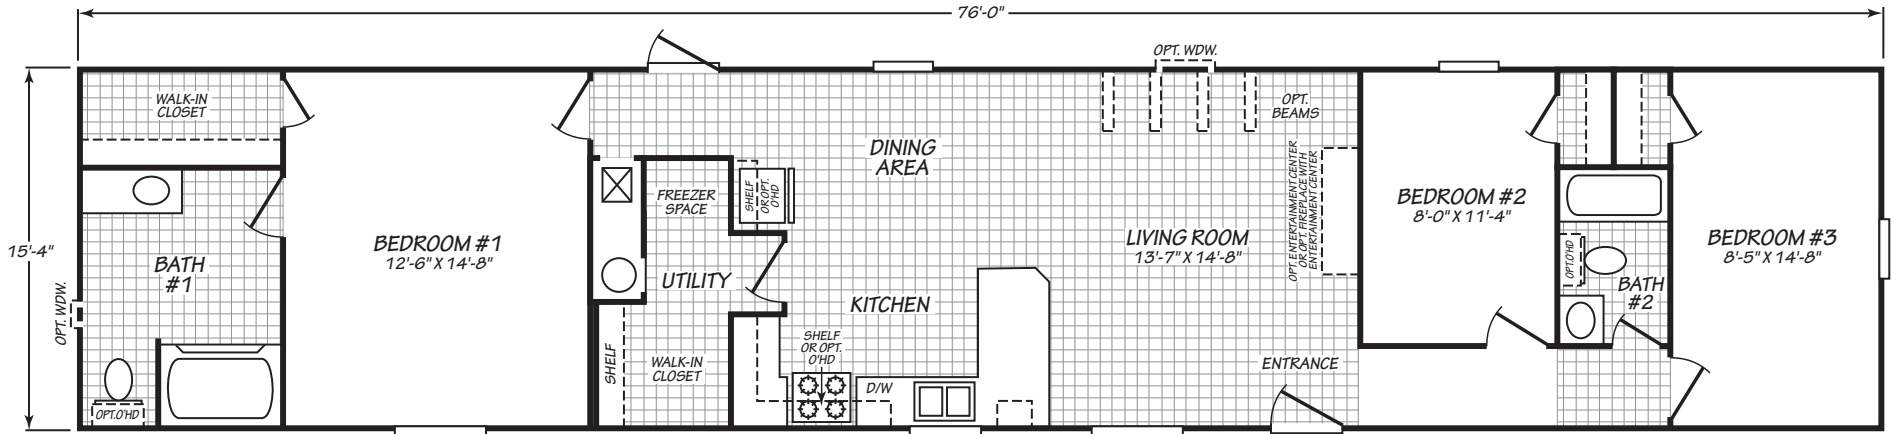 76'-0"
15'-4"
WALK-IN
CLOSET
BATH
#1
OPT. WDW.
OPT.O'HD
BEDROOM #1
12'-6" X 14'-8"
FREEZER
SPACE
UTILITY
SHELF
WALK-IN
CLOSET
SHELF
OR OPT.
O'HD
DINING
AREA
KITCHEN
SHELF
OR OPT.
O'HD
D/W
OPT. WDW.
OPT.
BEAMS
LIVING ROOM
13'-7" X 14'-8"
OPT. ENTERTAINMENT CENTER
OR OPT. FIREPLACE WITH
ENTERTAINMENT CENTER
ENTRANCE
BEDROOM #2
8'-0" X 11'-4"
OPT.O'HD
BATH
#2
BEDROOM #3
8'-5" X 14'-8"